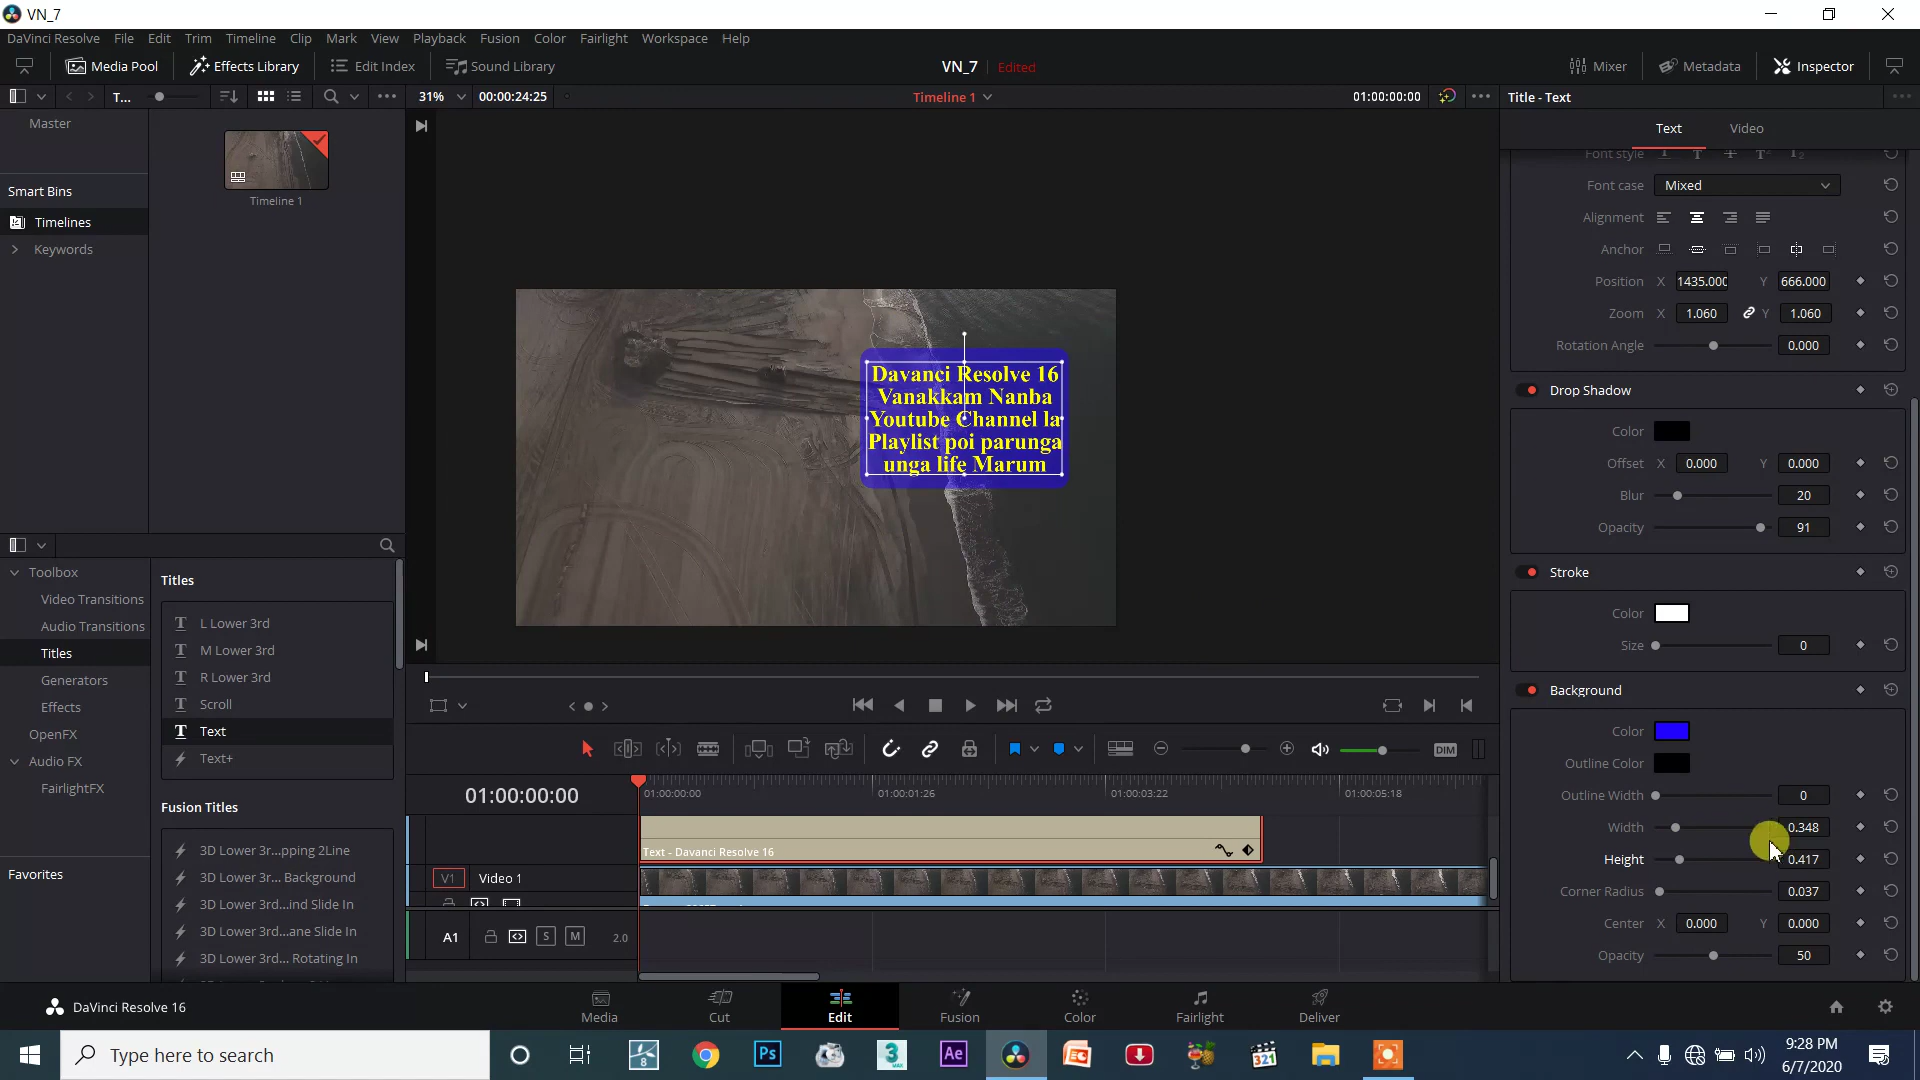 VN_7
DaVinci Resolve File Edit Trim Timeline Clip Mark View Playback Fusion Color Fairlight Workspace Help
Media Pool Effects Library Edit Index Sound Library VN_7 Edited Mixer Metadata Inspector
T... 31% 00:00:24:25 Timeline 1 01:00:00:00 Title - Text
Master
Smart Bins
Timelines
Keywords
Timeline 1
Davanci Resolve 16
Vanakkam Nanba
Youtube Channel la
Playlist poi parunga
unga life Marum
Text Video
Font style
Font case Mixed
Alignment
Anchor
Position X 1435.000 Y 666.000
Zoom X 1.060 Y 1.060
Rotation Angle 0.000
Drop Shadow
Color
Offset X 0.000 Y 0.000
Blur 20
Opacity 91
Stroke
Color
Size 0
Background
Color
Outline Color
Outline Width 0
Width 0.348
Height 0.417
Corner Radius 0.037
Center X 0.000 Y 0.000
Opacity 50
Toolbox
Video Transitions
Audio Transitions
Titles
Generators
Effects
OpenFX
Audio FX
FairlightFX
Favorites
Titles
L Lower 3rd
M Lower 3rd
R Lower 3rd
Scroll
Text
Text+
Fusion Titles
3D Lower 3r...pping 2Line
3D Lower 3r... Background
3D Lower 3rd...ind Slide In
3D Lower 3rd...ane Slide In
3D Lower 3rd... Rotating In
DIM
01:00:00:00 01:00:00:00 01:00:01:26 01:00:03:22 01:00:05:18
Text - Davanci Resolve 16
V1 Video 1
A1 S M 2.0
DaVinci Resolve 16 Media Cut Edit Fusion Color Fairlight Deliver
Type here to search
9:28 PM
6/7/2020